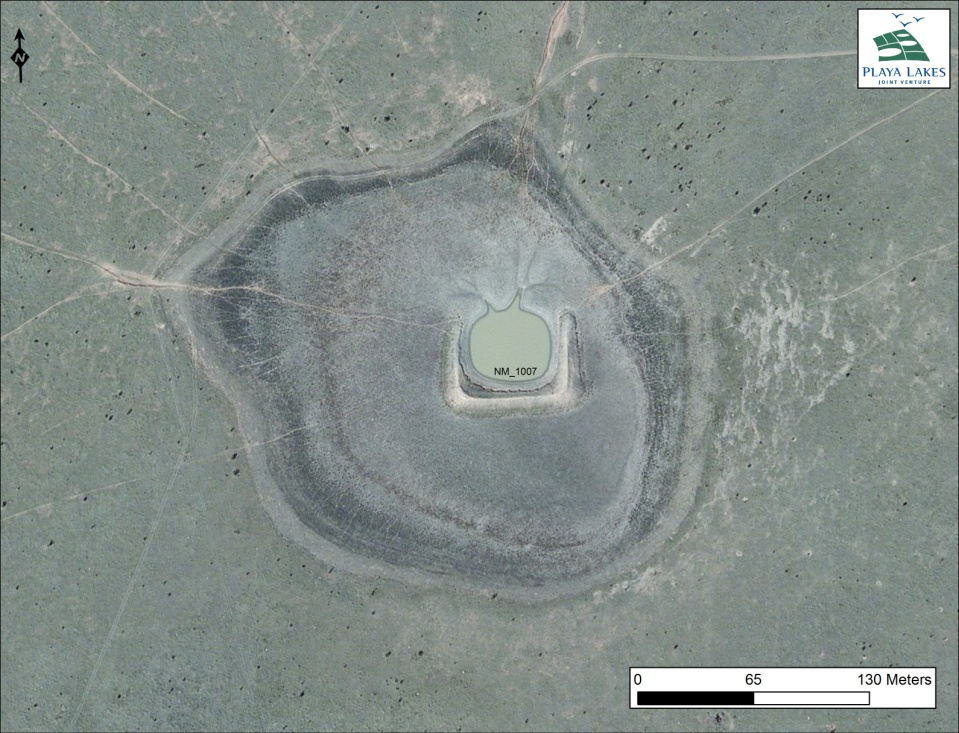 N
PLAYA LAKES
JOINT VENTURE
NM_1007
0 65 130 Meters